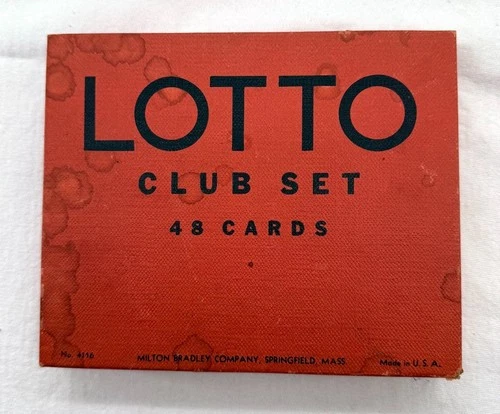 LOTTO
CLUB SET
48 CARDS
No. 4116 MILTON BRADLEY COMPANY, SPRINGFIELD, MASS. Made in U.S.A.